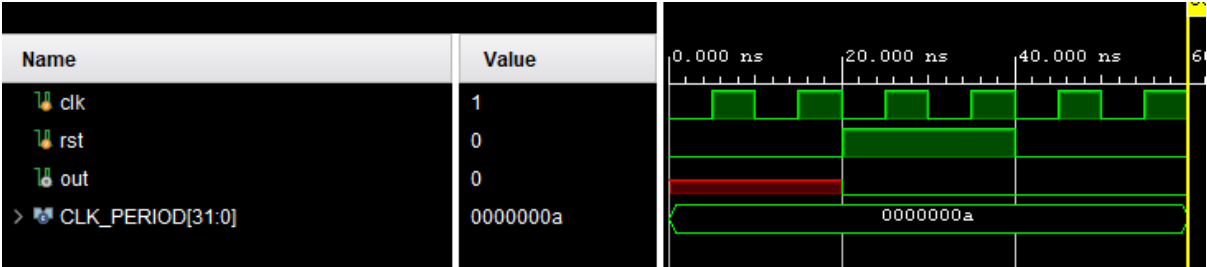 Name Value
0.000 ns 20.000 ns 40.000 ns
clk 1
rst 0
out 0
CLK_PERIOD[31:0] 0000000a 0000000a